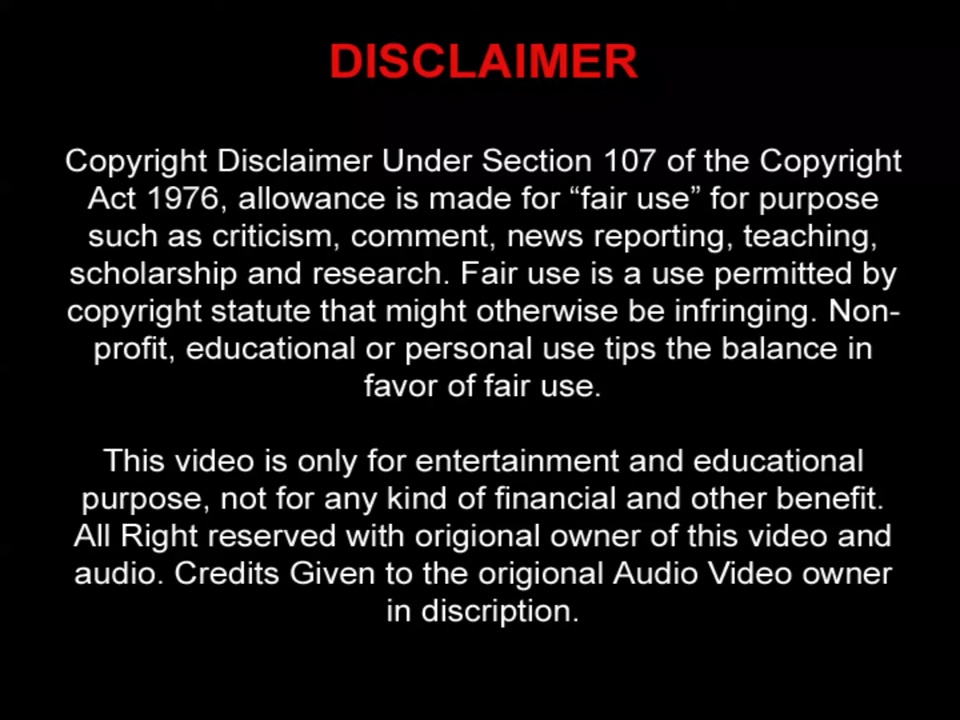 DISCLAIMER
Copyright Disclaimer Under Section 107 of the Copyright
Act 1976, allowance is made for “fair use” for purpose
such as criticism, comment, news reporting, teaching,
scholarship and research. Fair use is a use permitted by
copyright statute that might otherwise be infringing. Non-
profit, educational or personal use tips the balance in
favor of fair use.
This video is only for entertainment and educational
purpose, not for any kind of financial and other benefit.
All Right reserved with origional owner of this video and
audio. Credits Given to the origional Audio Video owner
in discription.